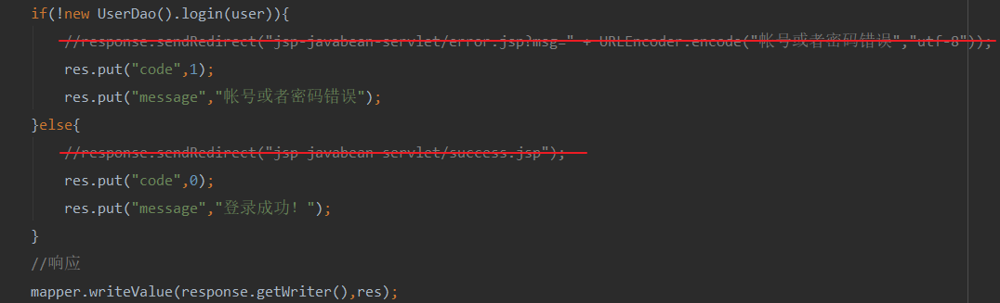 if(!new UserDao().login(user)){
//response.sendRedirect("jsp-javabean-servlet/error.jsp?msg=" + URLEncoder.encode("帐号或者密码错误","utf-8"));
res.put("code",1);
res.put("message","帐号或者密码错误");
}else{
//response.sendRedirect("jsp-javabean-servlet/success.jsp");
res.put("code",0);
res.put("message","登录成功！");
}
//响应
mapper.writeValue(response.getWriter(),res);